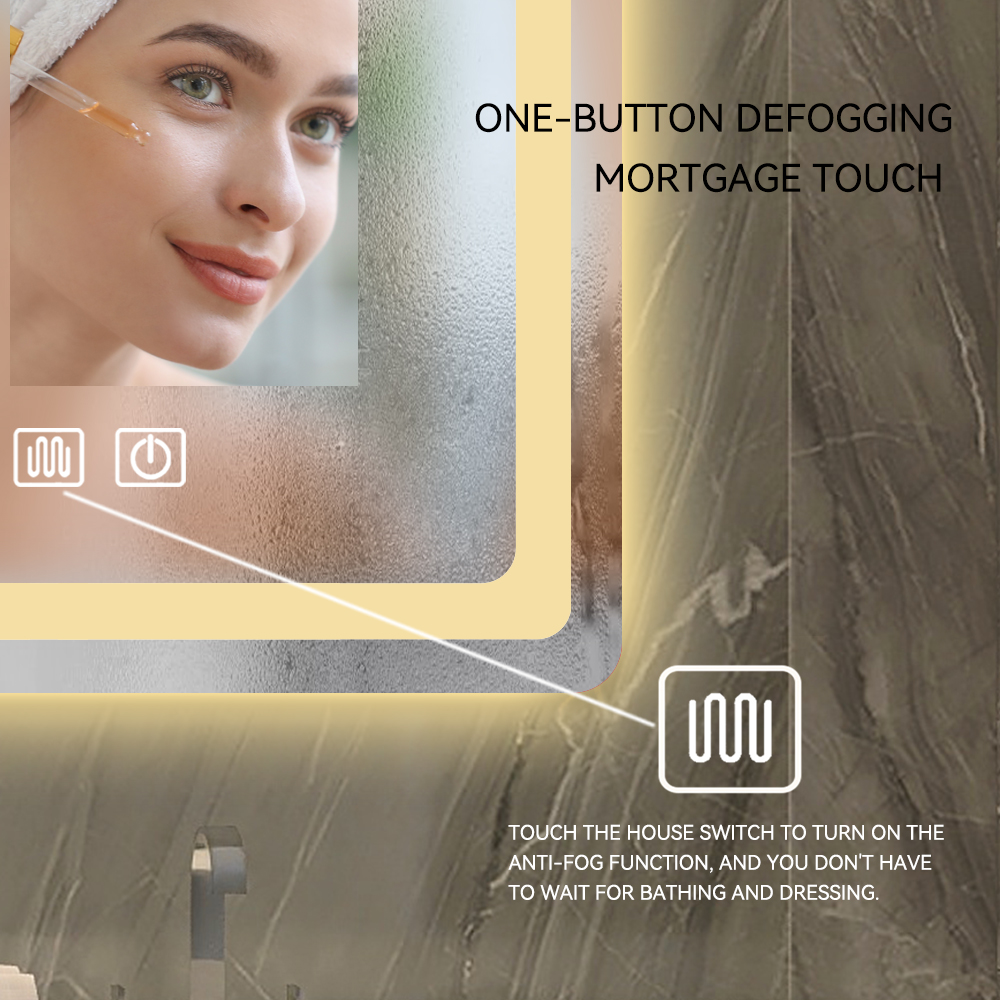 ONE-BUTTON DEFOGGING
MORTGAGE TOUCH
TOUCH THE HOUSE SWITCH TO TURN ON THE
ANTI-FOG FUNCTION, AND YOU DON'T HAVE
TO WAIT FOR BATHING AND DRESSING.